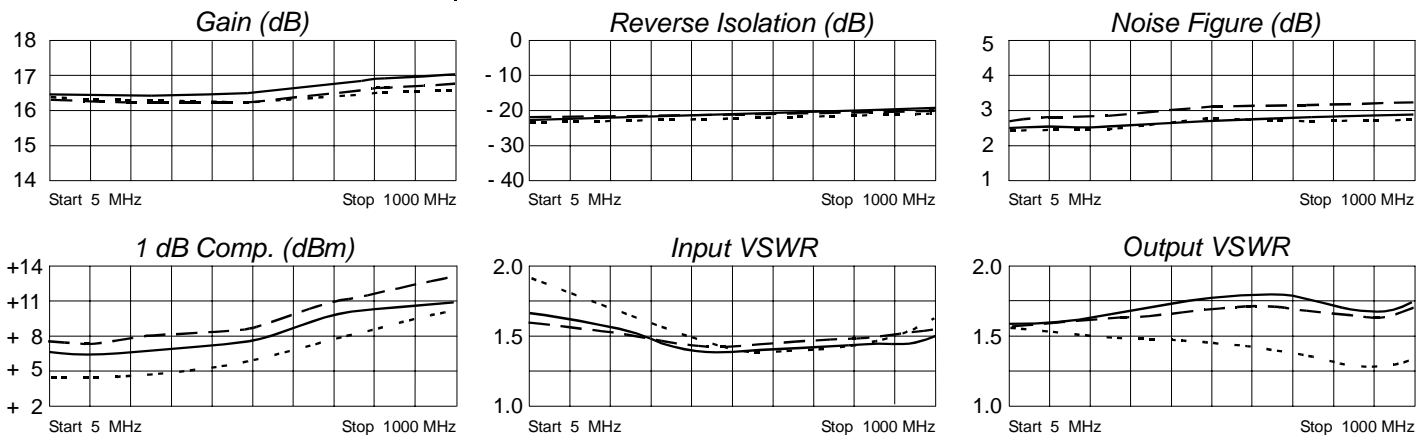 Gain (dB)
18
17
16
15
14
Start 5 MHz
Stop 1000 MHz
Reverse Isolation (dB)
0
- 10
- 20
- 30
- 40
Start 5 MHz
Stop 1000 MHz
Noise Figure (dB)
5
4
3
2
1
Start 5 MHz
Stop 1000 MHz
1 dB Comp. (dBm)
+14
+11
+ 8
+ 5
+ 2
Start 5 MHz
Stop 1000 MHz
Input VSWR
2.0
1.5
1.0
Start 5 MHz
Stop 1000 MHz
Output VSWR
2.0
1.5
1.0
Start 5 MHz
Stop 1000 MHz